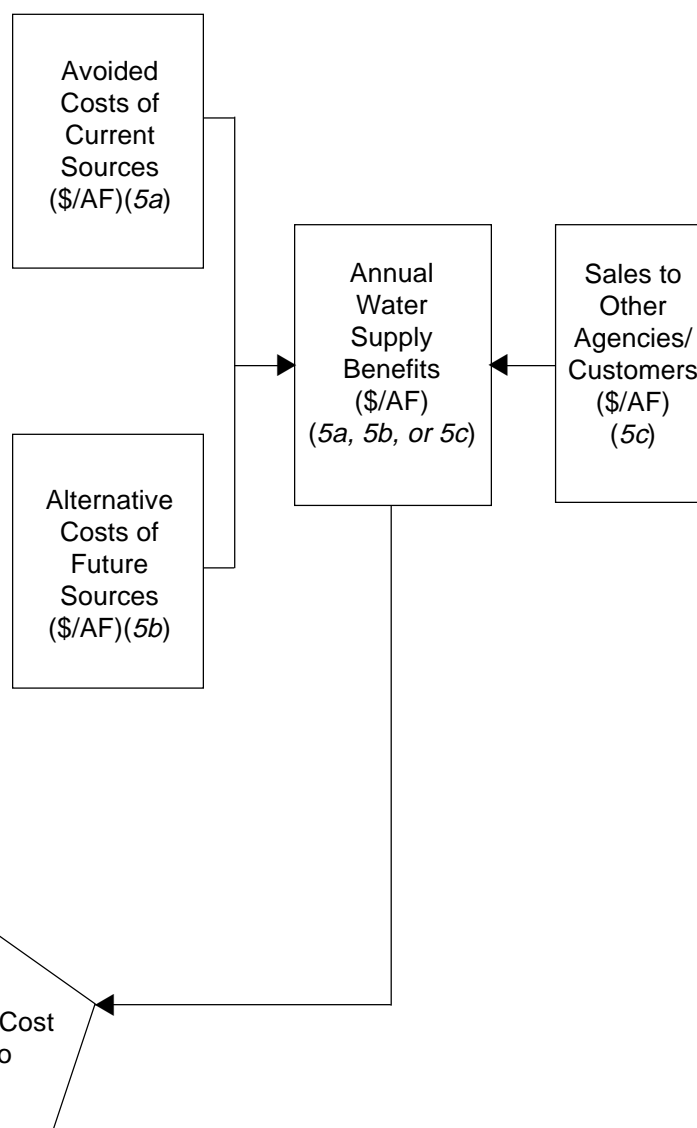 Avoided
Costs of
Current
Sources
($/AF)(5a)
Annual
Water
Supply
Benefits
($/AF)
(5a, 5b, or 5c)
Sales to
Other
Agencies/
Customers
($/AF)
(5c)
Alternative
Costs of
Future
Sources
($/AF)(5b)
Cost
o